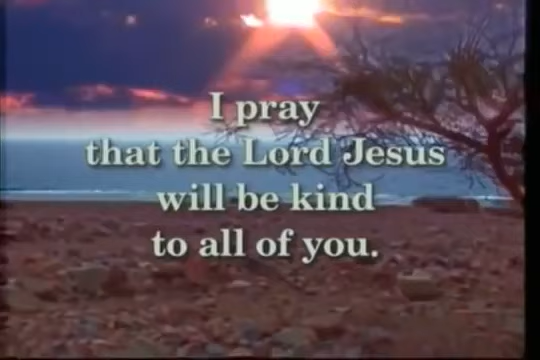 I pray
that the Lord Jesus
will be kind
to all of you.